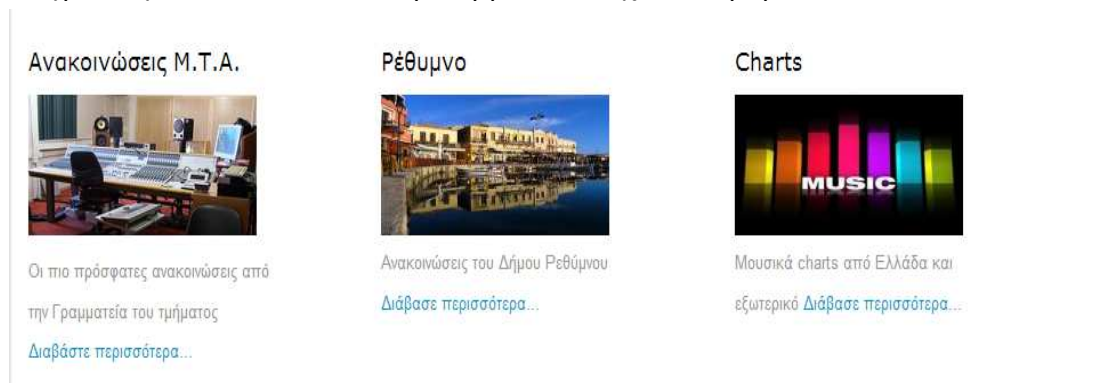 Ανακοινώσεις Μ.Τ.Α.
Οι πιο πρόσφατες ανακοινώσεις από
την Γραμματεία του τμήματος
Διαβάστε περισσότερα...
Ρέθυμνο
Ανακοινώσεις του Δήμου Ρεθύμνου
Διάβασε περισσότερα...
Charts
MUSIC
Μουσικά charts από Ελλάδα και
εξωτερικό Διάβασε περισσότερα...